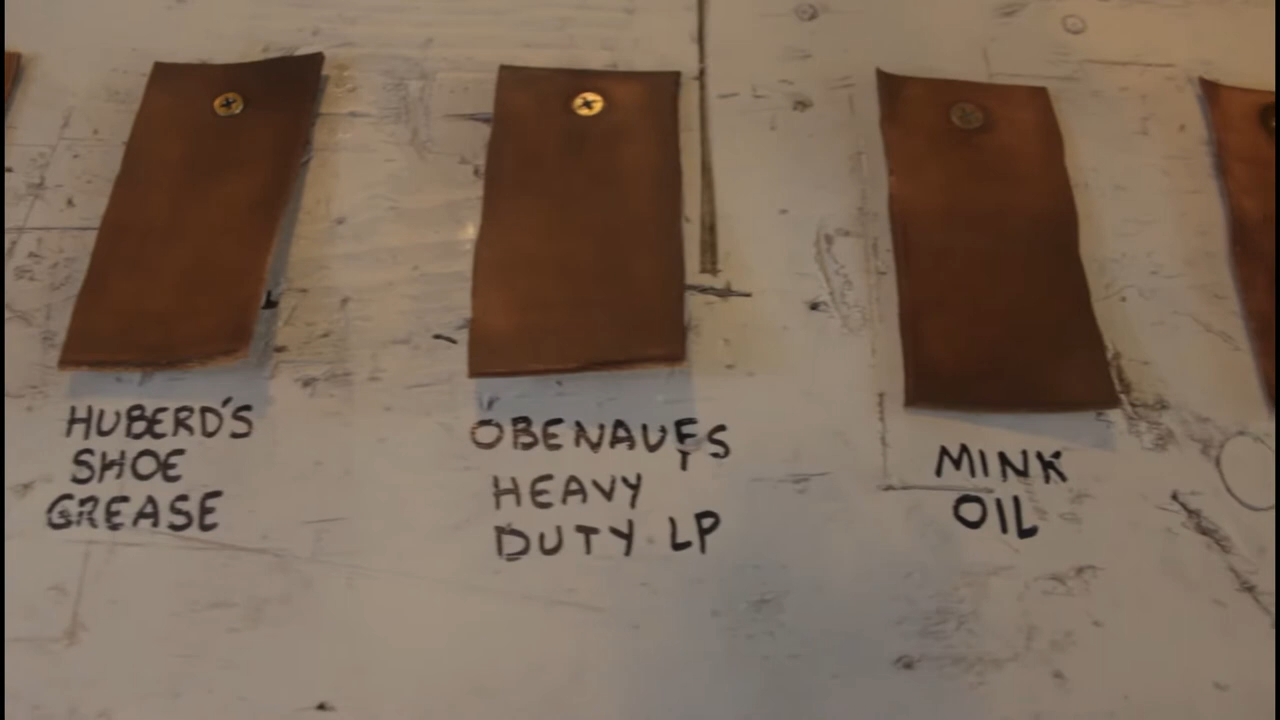 HUBERD'S
SHOE
GREASE
OBENAUFS
HEAVY
DUTY LP
MINK
OIL